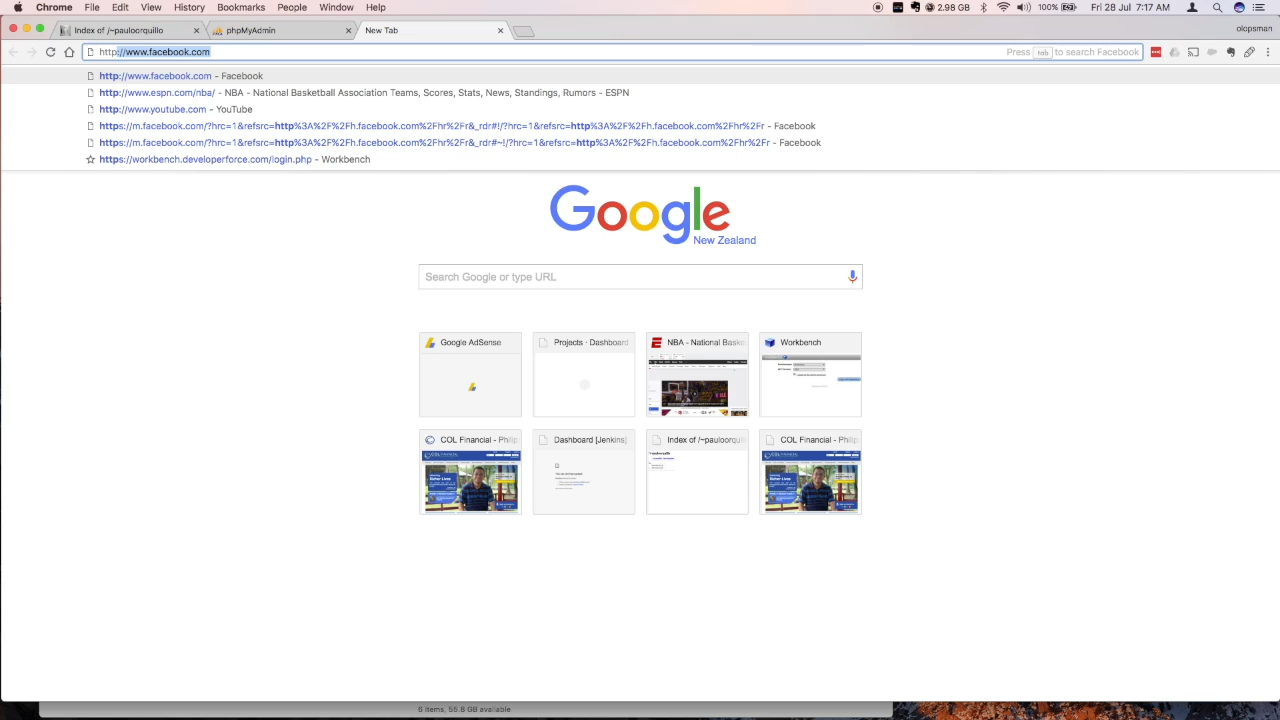 Chrome File Edit View History Bookmarks People Window Help 2.98 GB 100% Fri 28 Jul 7:17 AM
Index of /~pauloorquillo phpMyAdmin New Tab olopsman
http://www.facebook.com Press tab to search Facebook
http://www.facebook.com - Facebook
http://www.espn.com/nba/ - NBA - National Basketball Association Teams, Scores, Stats, News, Standings, Rumors - ESPN
http://www.youtube.com - YouTube
https://m.facebook.com/?hrc=1&refsrc=http%3A%2F%2Fh.facebook.com%2Fhr%2Fr&_rdr#!/?hrc=1&refsrc=http%3A%2F%2Fh.facebook.com%2Fhr%2Fr - Facebook
https://m.facebook.com/?hrc=1&refsrc=http%3A%2F%2Fh.facebook.com%2Fhr%2Fr&_rdr#~!/?hrc=1&refsrc=http%3A%2F%2Fh.facebook.com%2Fhr%2Fr - Facebook
https://workbench.developerforce.com/login.php - Workbench
Google
New Zealand
Search Google or type URL
Google AdSense Projects · Dashboard NBA - National Baske Workbench
COL Financial - Philip Dashboard [Jenkins] Index of /~pauloorquil COL Financial - Philip
6 items, 55.8 GB available